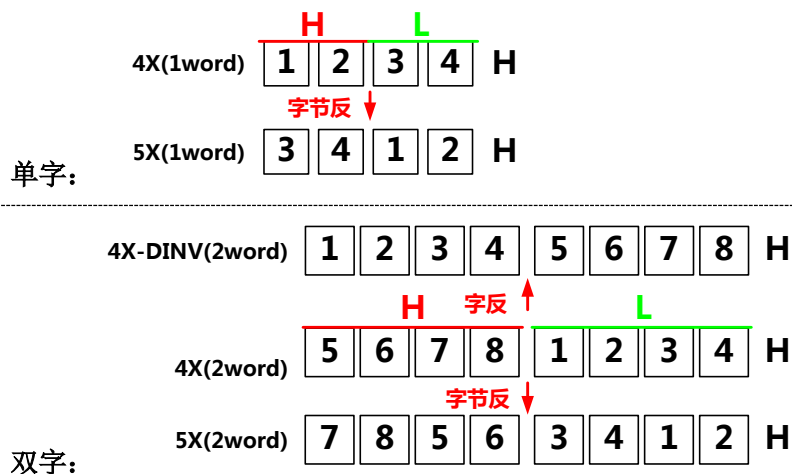 H L
4X(1word) 1 2 3 4 H
字节反
5X(1word) 3 4 1 2 H
单字：
4X-DINV(2word) 1 2 3 4 5 6 7 8 H
字反
H L
4X(2word) 5 6 7 8 1 2 3 4 H
字节反
5X(2word) 7 8 5 6 3 4 1 2 H
双字：